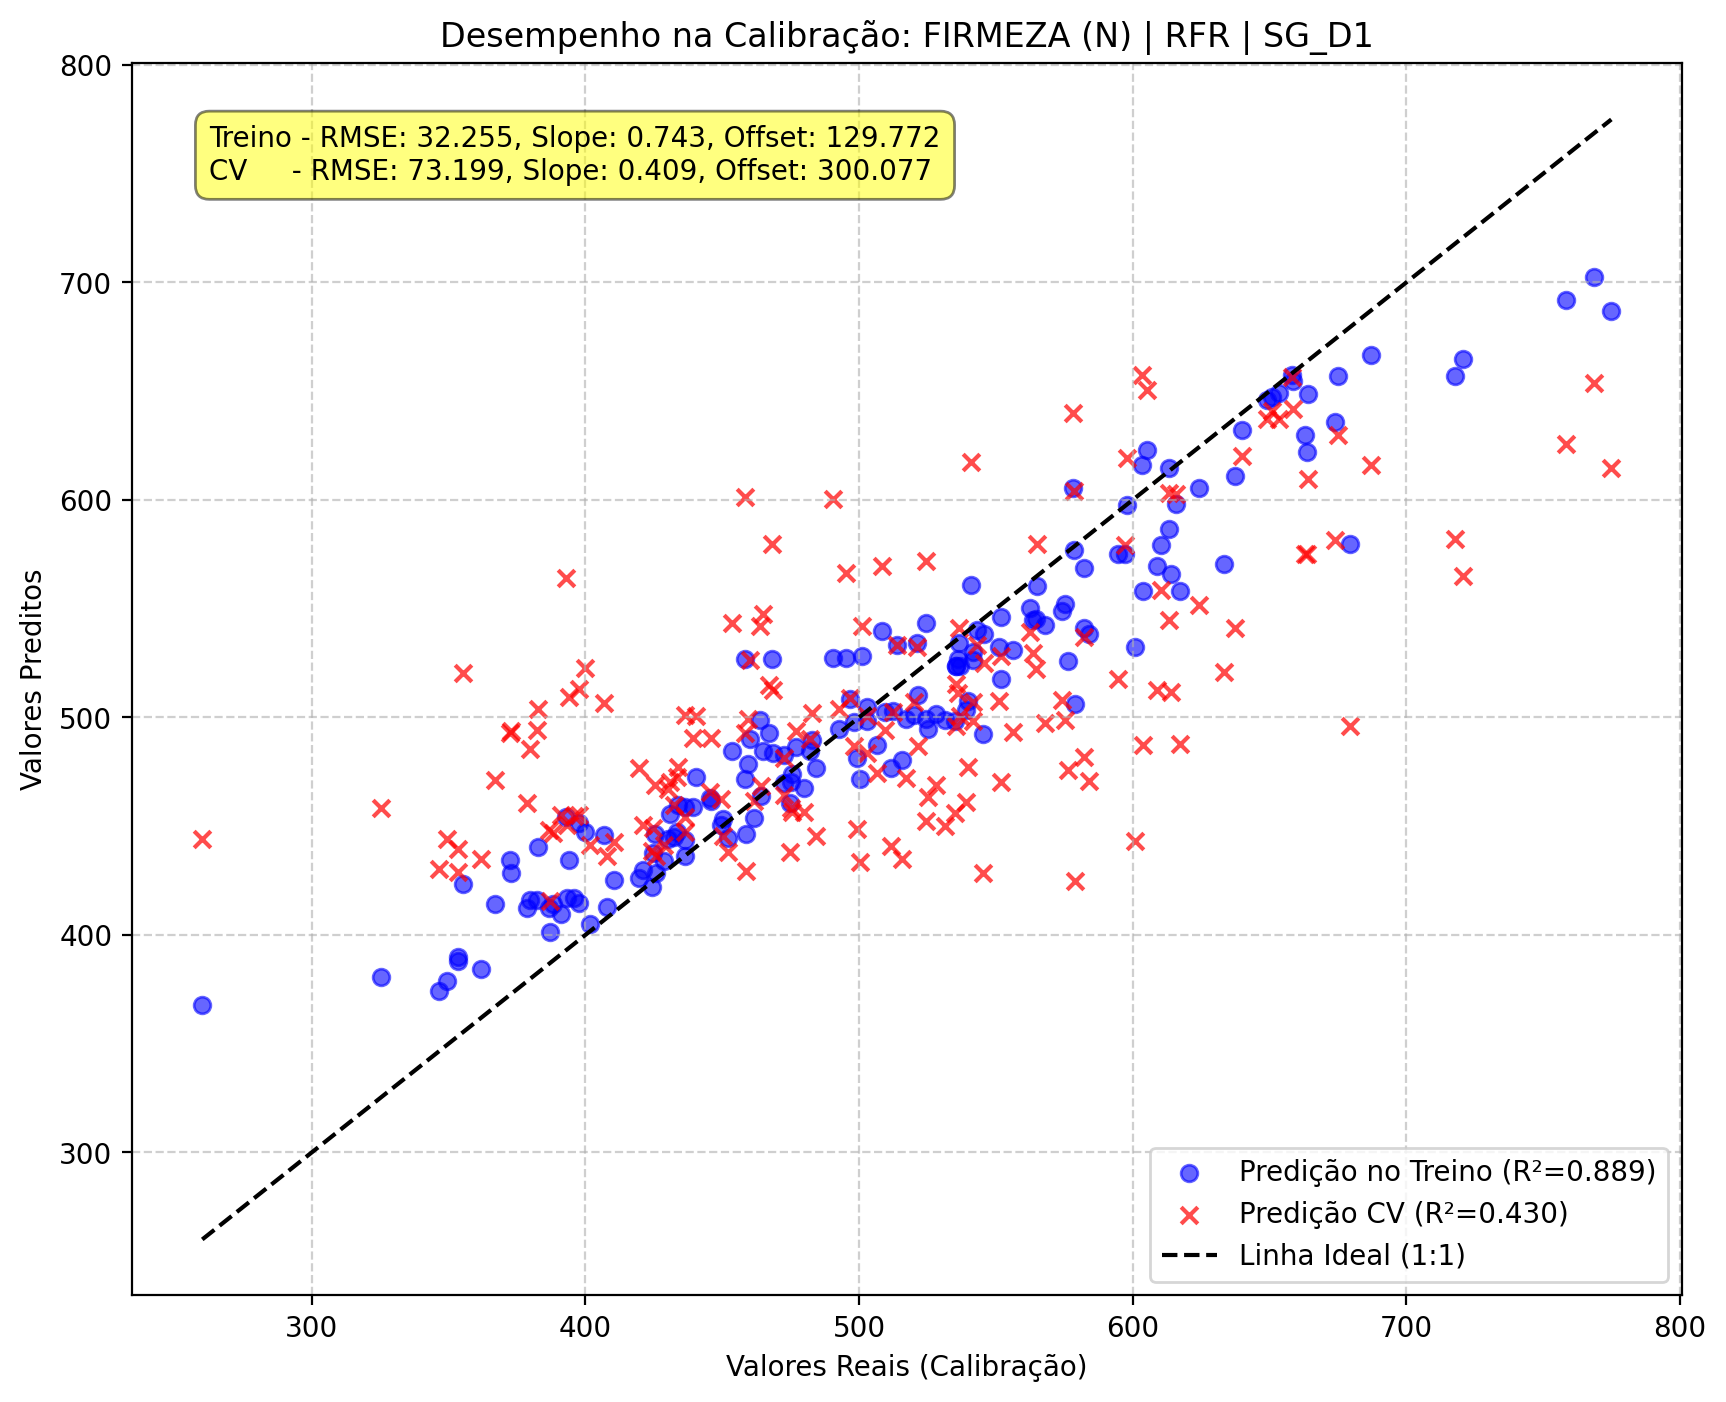 Desempenho na Calibração: FIRMEZA (N) | RFR | SG_D1
Treino - RMSE: 32.255, Slope: 0.743, Offset: 129.772
CV - RMSE: 73.199, Slope: 0.409, Offset: 300.077
Valores Preditos
800
700
600
500
400
300
Predição no Treino (R²=0.889)
Predição CV (R²=0.430)
Linha Ideal (1:1)
300 400 500 600 700 800
Valores Reais (Calibração)